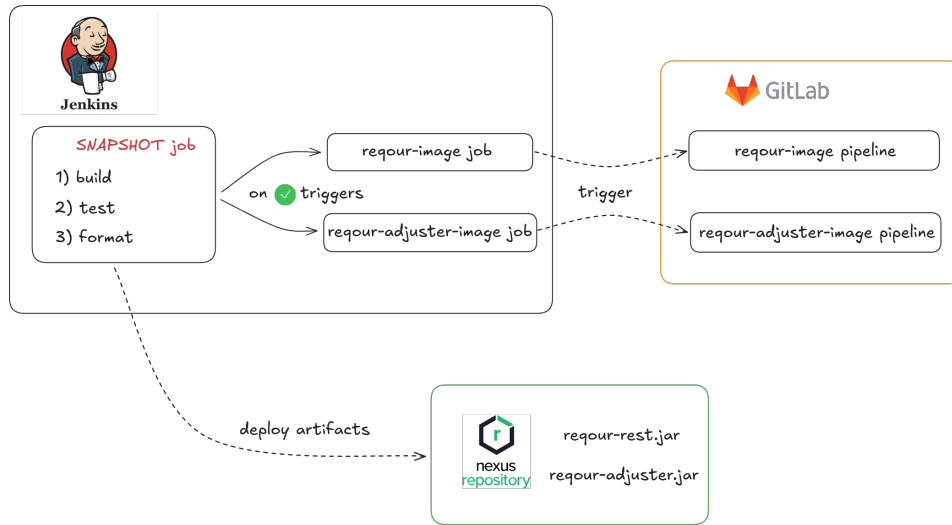 Jenkins
SNAPSHOT job
1) build
2) test
3) format
on triggers
reqour-image job
reqour-adjuster-image job
trigger
GitLab
reqour-image pipeline
reqour-adjuster-image pipeline
deploy artifacts
r
nexus
repository
reqour-rest.jar
reqour-adjuster.jar